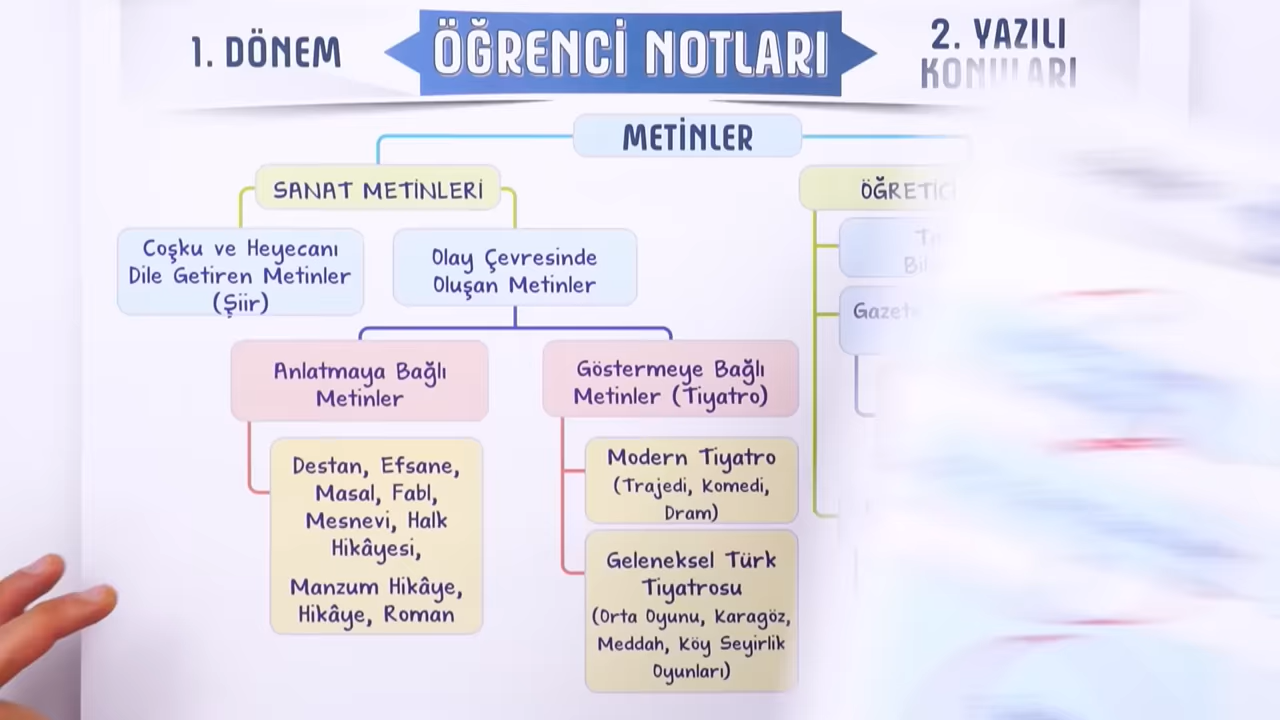 1. DÖNEM
ÖĞRENCİ NOTLARI
2. YAZILI
KONULARI
METİNLER
SANAT METİNLERİ
Coşku ve Heyecanı
Dile Getiren Metinler
(Şiir)
Olay Çevresinde
Oluşan Metinler
Anlatmaya Bağlı
Metinler
Destan, Efsane,
Masal, Fabl,
Mesnevi, Halk
Hikâyesi,
Manzum Hikâye,
Hikâye, Roman
Göstermeye Bağlı
Metinler (Tiyatro)
Modern Tiyatro
(Trajedi, Komedi,
Dram)
Geleneksel Türk
Tiyatrosu
(Orta Oyunu, Karagöz,
Meddah, Köy Seyirlik
Oyunları)